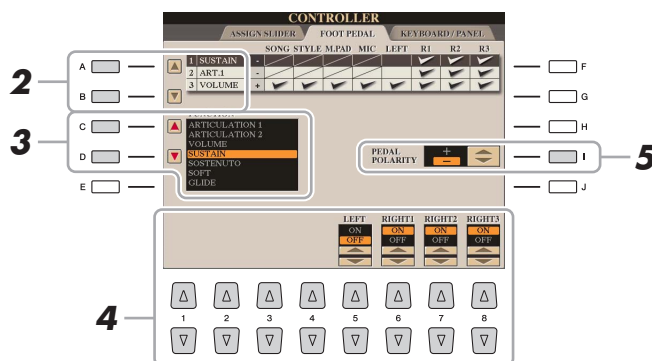 CONTROLLER
ASSIGN SLIDER FOOT PEDAL KEYBOARD / PANEL
SONG STYLE M.PAD MIC LEFT R1 R2 R3
1 SUSTAIN -
2 ART.1 -
3 VOLUME +
2
A
B
F
G
3
C
D
E
ARTICULATION 1
ARTICULATION 2
VOLUME
SUSTAIN
SOSTENUTO
SOFT
GLIDE
PEDAL
POLARITY
+
-
H
I
J
5
LEFT RIGHT1 RIGHT2 RIGHT3
ON ON ON ON
OFF OFF OFF OFF
4
1 2 3 4 5 6 7 8